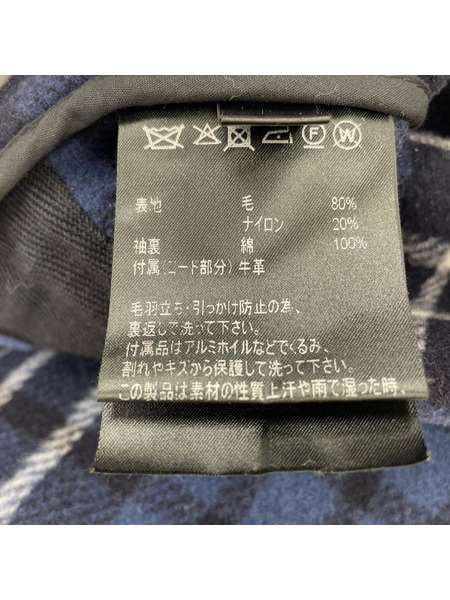 F W
表地 毛 80%
ナイロン 20%
袖裏 綿 100%
付属(コード部分)牛革
毛羽立ち・引っかけ防止の為、
裏返して洗って下さい。
付属品はアルミホイルなどでくるみ、
割れやキズから保護して洗って下さい。
この製品は素材の性質上汗や雨で湿った時、